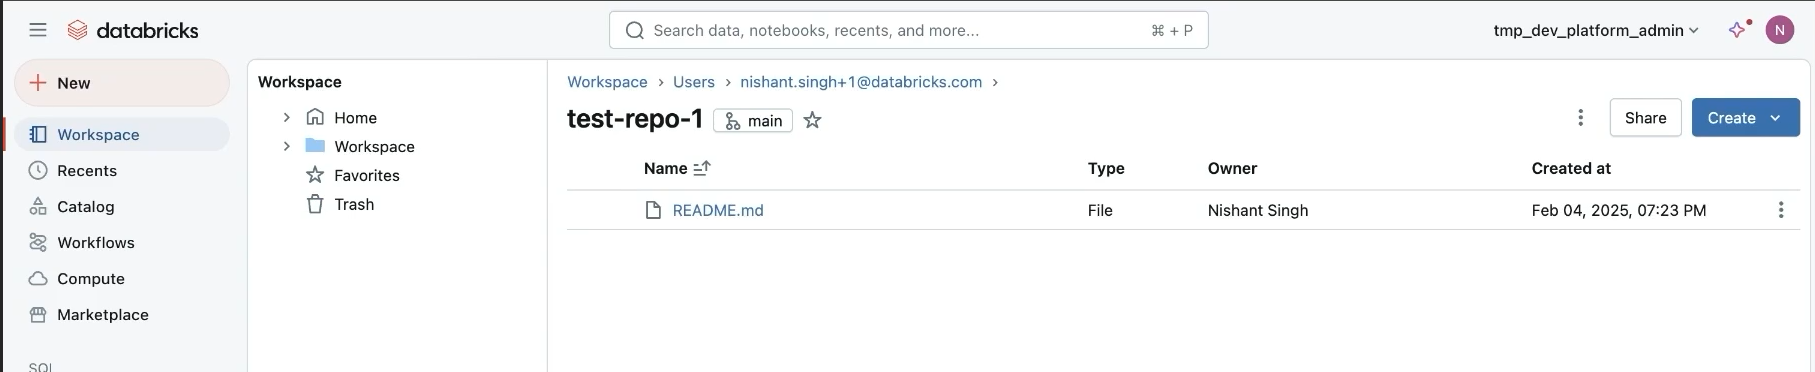 databricks
Search data, notebooks, recents, and more...
⌘ + P
tmp_dev_platform_admin
N
New
Workspace
Recents
Catalog
Workflows
Compute
Marketplace
SQL
Workspace
Home
Workspace
Favorites
Trash
Workspace > Users > nishant.singh+1@databricks.com >
test-repo-1 main
Share
Create
Name Type Owner Created at
README.md File Nishant Singh Feb 04, 2025, 07:23 PM